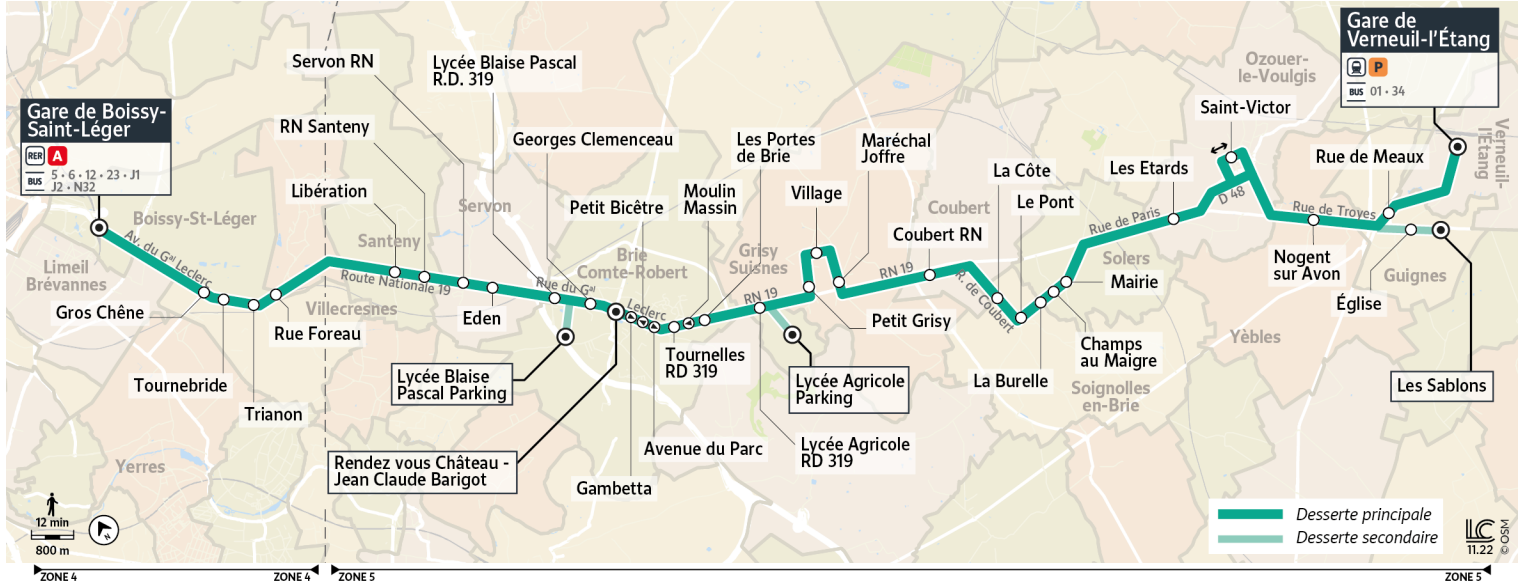 Gare de Boissy-
Saint-Léger
RER A
BUS 5 • 6 • 12 • 23 • J1
J2 • N32
Servon RN
RN Santeny
Libération
Lycée Blaise Pascal
R.D. 319
Georges Clemenceau
Petit Bicêtre
Moulin
Massin
Les Portes
de Brie
Village
Maréchal
Joffre
Coubert RN
La Côte
Le Pont
Les Etards
Saint-Victor
Gare de
Verneuil-l'Étang
P
BUS 01 • 34
Rue de Meaux
Ozouer-
le-Voulgis
Verneuil-
l'Étang
Boissy-St-Léger
Limeil
Brévannes
Santeny
Servon
Villecresnes
Brie
Comte-Robert
Grisy
Suisnes
Coubert
Solers
Soignolles
en-Brie
Yèbles
Guignes
Yerres
Av. du Gal Leclerc
Route Nationale 19
Rue du Gal
Leclerc
RN 19
RN 19
R. de Coubert
Rue de Paris
D 48
Rue de Troyes
Gros Chêne
Tournebride
Trianon
Rue Foreau
Eden
Lycée Blaise
Pascal Parking
Rendez vous Château -
Jean Claude Barigot
Gambetta
Avenue du Parc
Tournelles
RD 319
Lycée Agricole
Parking
Lycée Agricole
RD 319
Petit Grisy
La Burelle
Champs
au Maigre
Mairie
Nogent
sur Avon
Église
Les Sablons
12 min
800 m
N
Desserte principale
Desserte secondaire
LC
11.22
© OSM
ZONE 4
ZONE 4
ZONE 5
ZONE 5